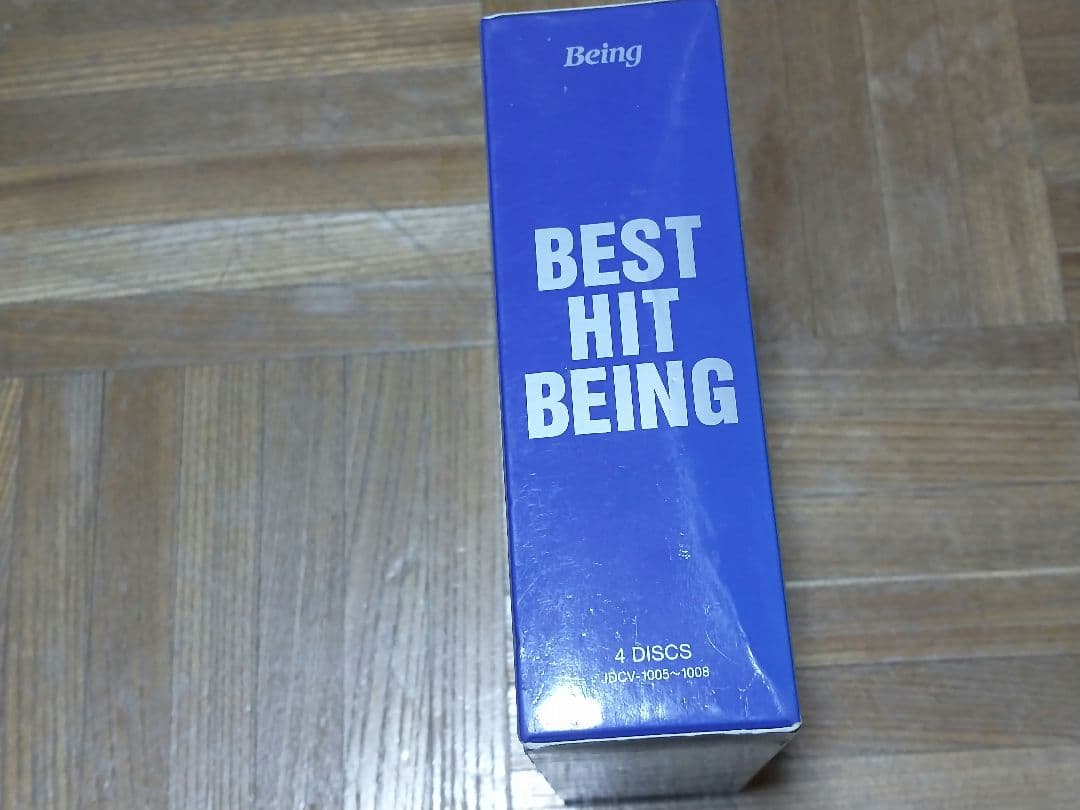 Being
BEST
HIT
BEING
4 DISCS
JDCV-1005~1008